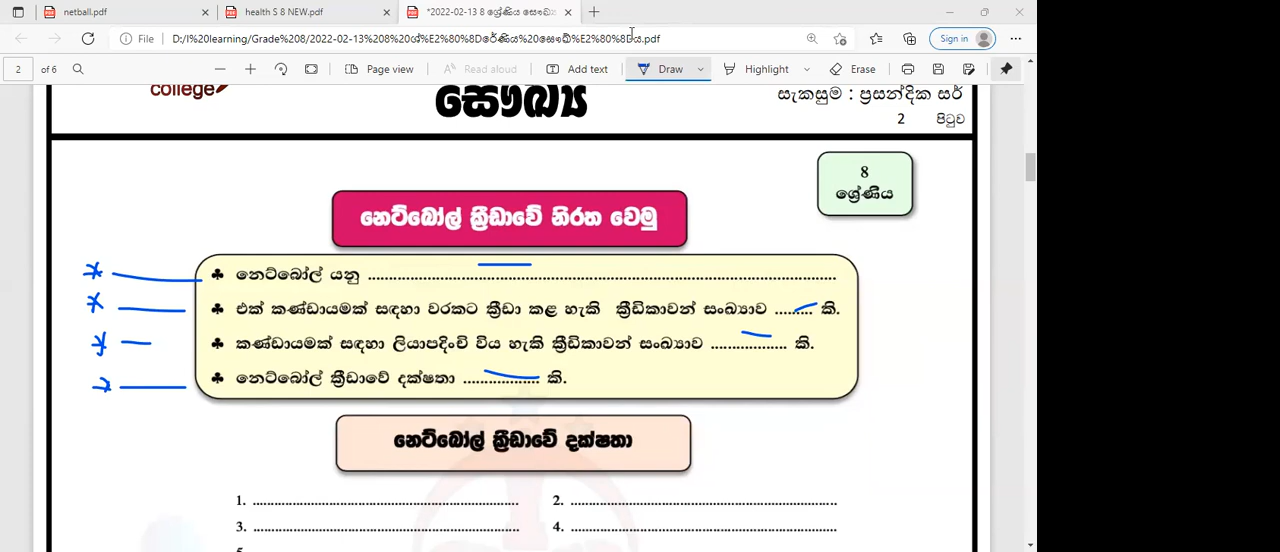 netball.pdf
health S 8 NEW.pdf
*2022-02-13 8 ශ්‍රේණිය සෞඛ්‍ය
File
D:/I%20learning/Grade%208/2022-02-13%208%20ශ්%E2%80%8Dරේණිය%20සෞඛ්%E2%80%8Dය.pdf
Sign in
2 of 6
Page view
Read aloud
Add text
Draw
Highlight
Erase
college
සෞඛ්‍ය
සැකසුම : ප්‍රසන්දික සර්
2 පිටුව
8
ශ්‍රේණිය
නෙට්බෝල් ක්‍රීඩාවේ නිරත වෙමු
♣ නෙට්බෝල් යනු ................................................................
♣ එක් කණ්ඩායමක් සඳහා වරකට ක්‍රීඩා කළ හැකි ක්‍රීඩිකාවන් සංඛ්‍යාව ......... කි.
♣ කණ්ඩායමක් සඳහා ලියාපදිංචි විය හැකි ක්‍රීඩිකාවන් සංඛ්‍යාව .................. කි.
♣ නෙට්බෝල් ක්‍රීඩාවේ දක්ෂතා .................. කි.
නෙට්බෝල් ක්‍රීඩාවේ දක්ෂතා
1. ................................ 2. ................................
3. ................................ 4. ................................